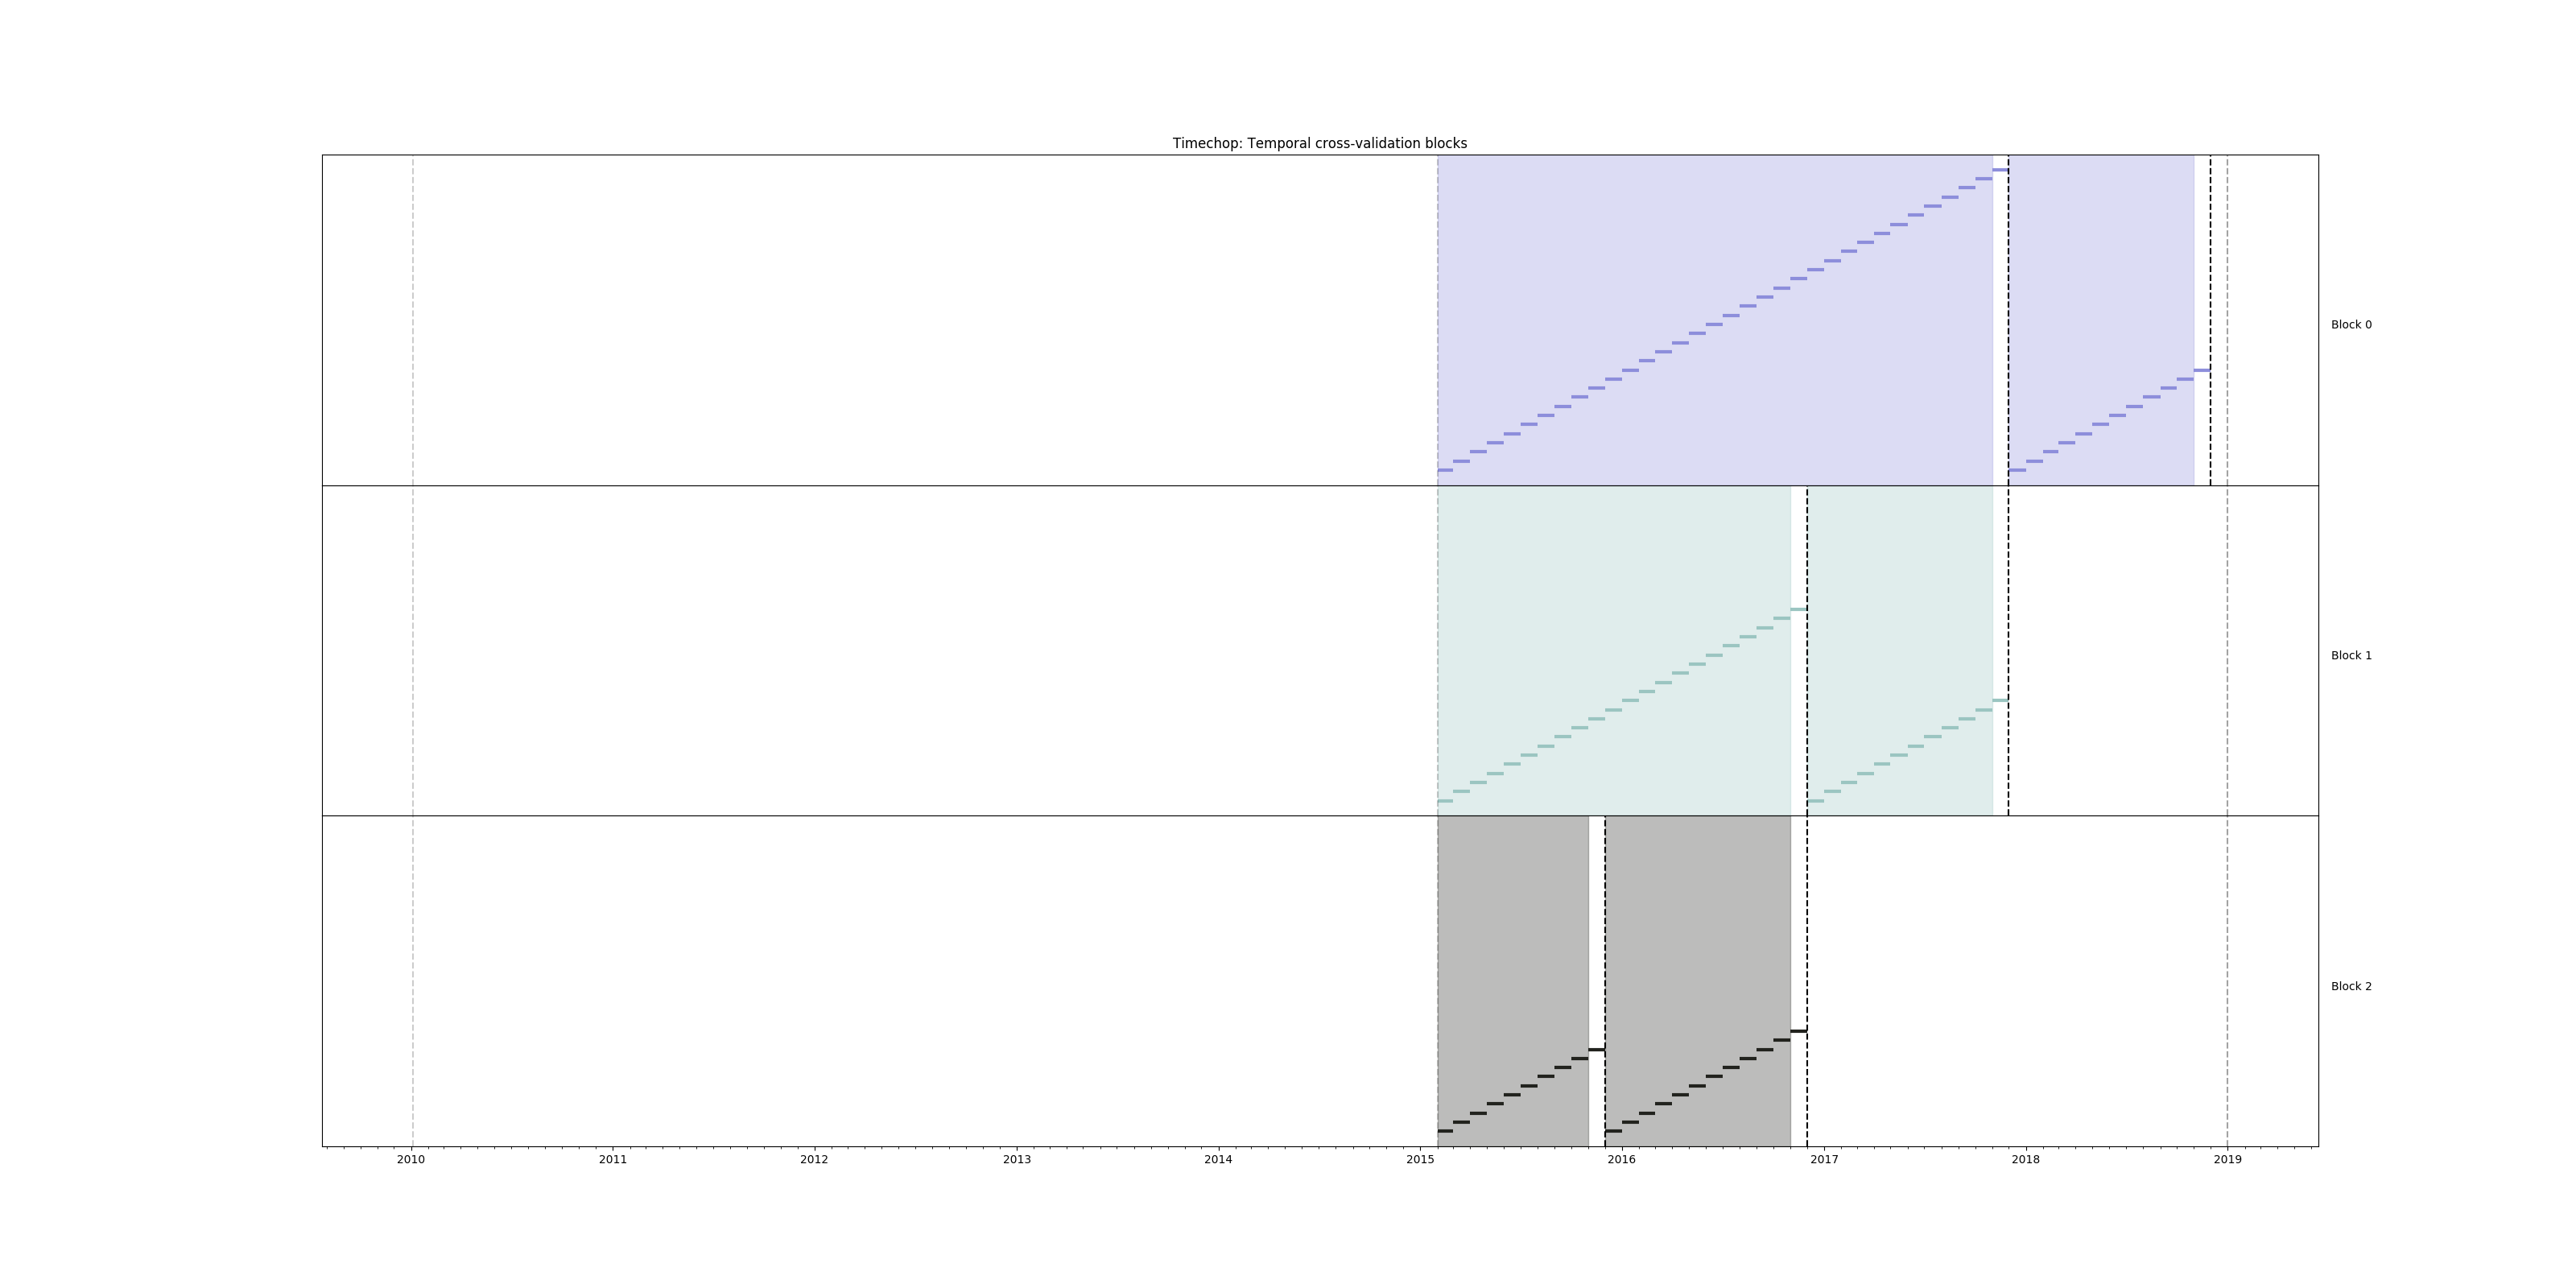 Timechop: Temporal cross-validation blocks
Block 0
Block 1
Block 2
2010 2011 2012 2013 2014 2015 2016 2017 2018 2019